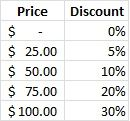 Price Discount
$ - 0%
$ 25.00 5%
$ 50.00 10%
$ 75.00 20%
$ 100.00 30%